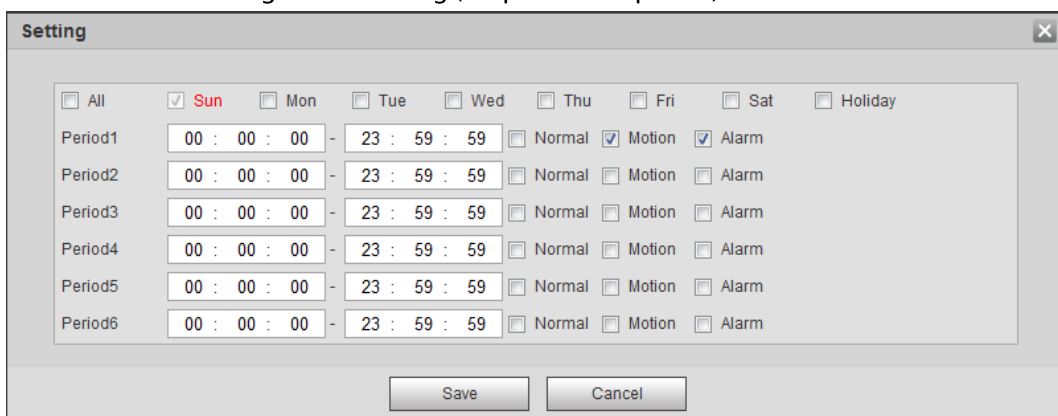 Setting
All Sun Mon Tue Wed Thu Fri Sat Holiday
Period1 00 : 00 : 00 - 23 : 59 : 59 Normal Motion Alarm
Period2 00 : 00 : 00 - 23 : 59 : 59 Normal Motion Alarm
Period3 00 : 00 : 00 - 23 : 59 : 59 Normal Motion Alarm
Period4 00 : 00 : 00 - 23 : 59 : 59 Normal Motion Alarm
Period5 00 : 00 : 00 - 23 : 59 : 59 Normal Motion Alarm
Period6 00 : 00 : 00 - 23 : 59 : 59 Normal Motion Alarm
Save Cancel